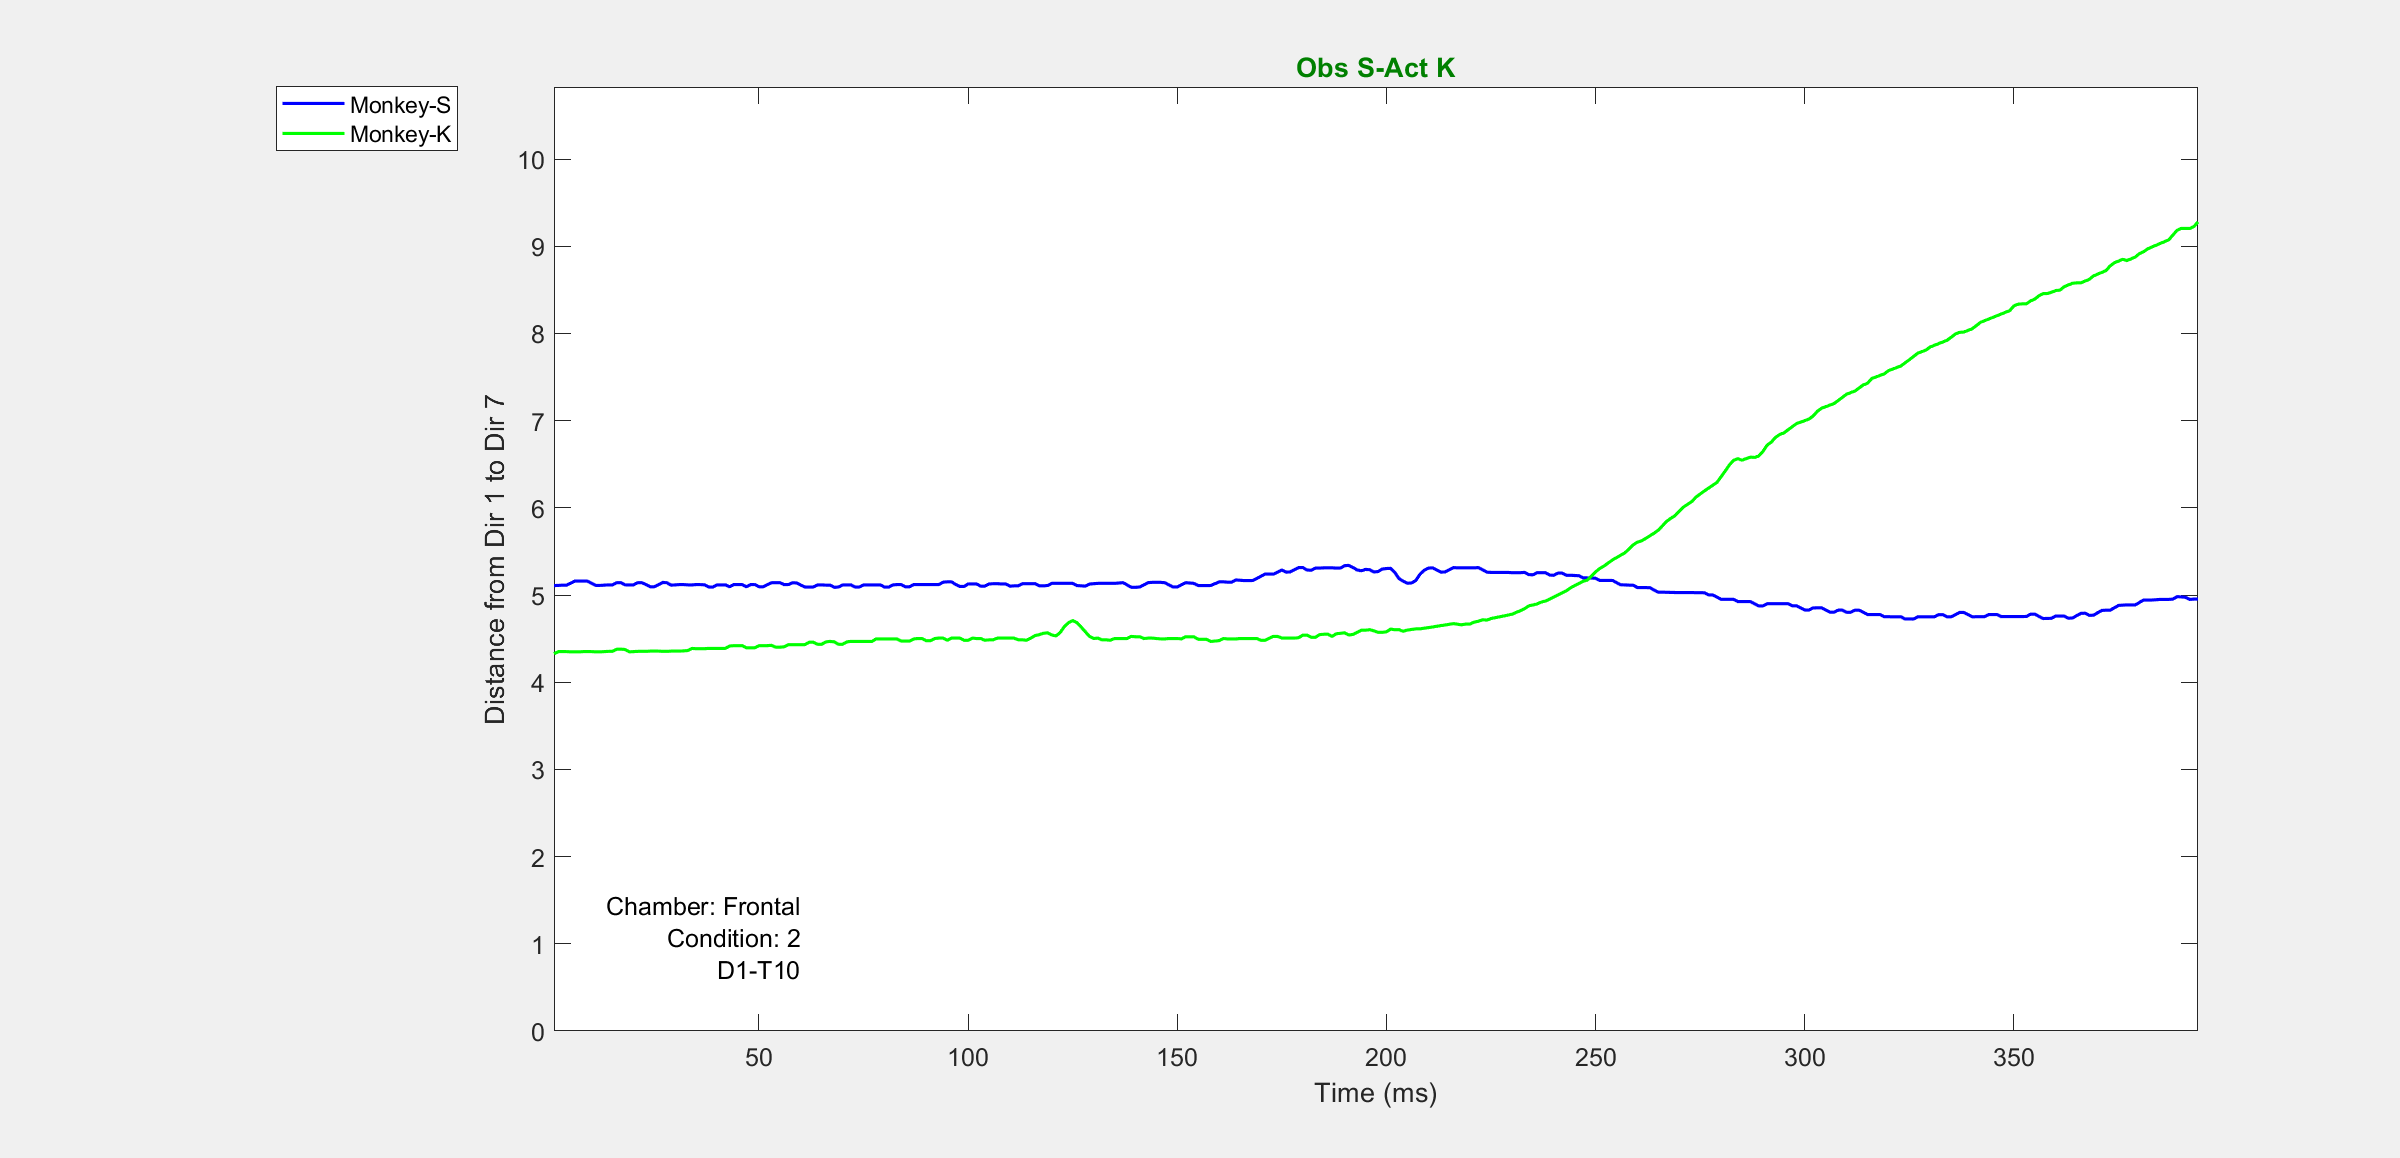 Obs S-Act K
Monkey-S
Monkey-K
10
9
8
7
6
5
4
3
2
1
0
Distance from Dir 1 to Dir 7
Chamber: Frontal
Condition: 2
D1-T10
50 100 150 200 250 300 350
Time (ms)